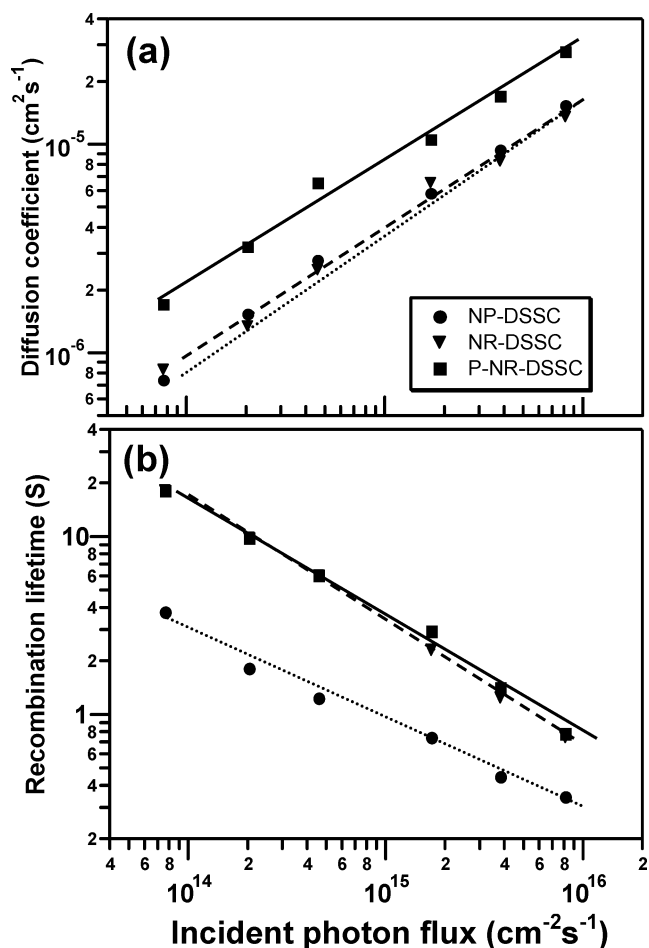 (a)
Diffusion coefficient (cm²s⁻¹)
4
2
10⁻⁵
8
6
4
2
10⁻⁶
8
6
NP-DSSC
NR-DSSC
P-NR-DSSC
(b)
Recombination lifetime (S)
4
2
10
8
6
4
2
1
8
6
4
2
4 6 8 2 4 6 8 2 4 6 8 2
10¹⁴ 10¹⁵ 10¹⁶
Incident photon flux (cm⁻²s⁻¹)